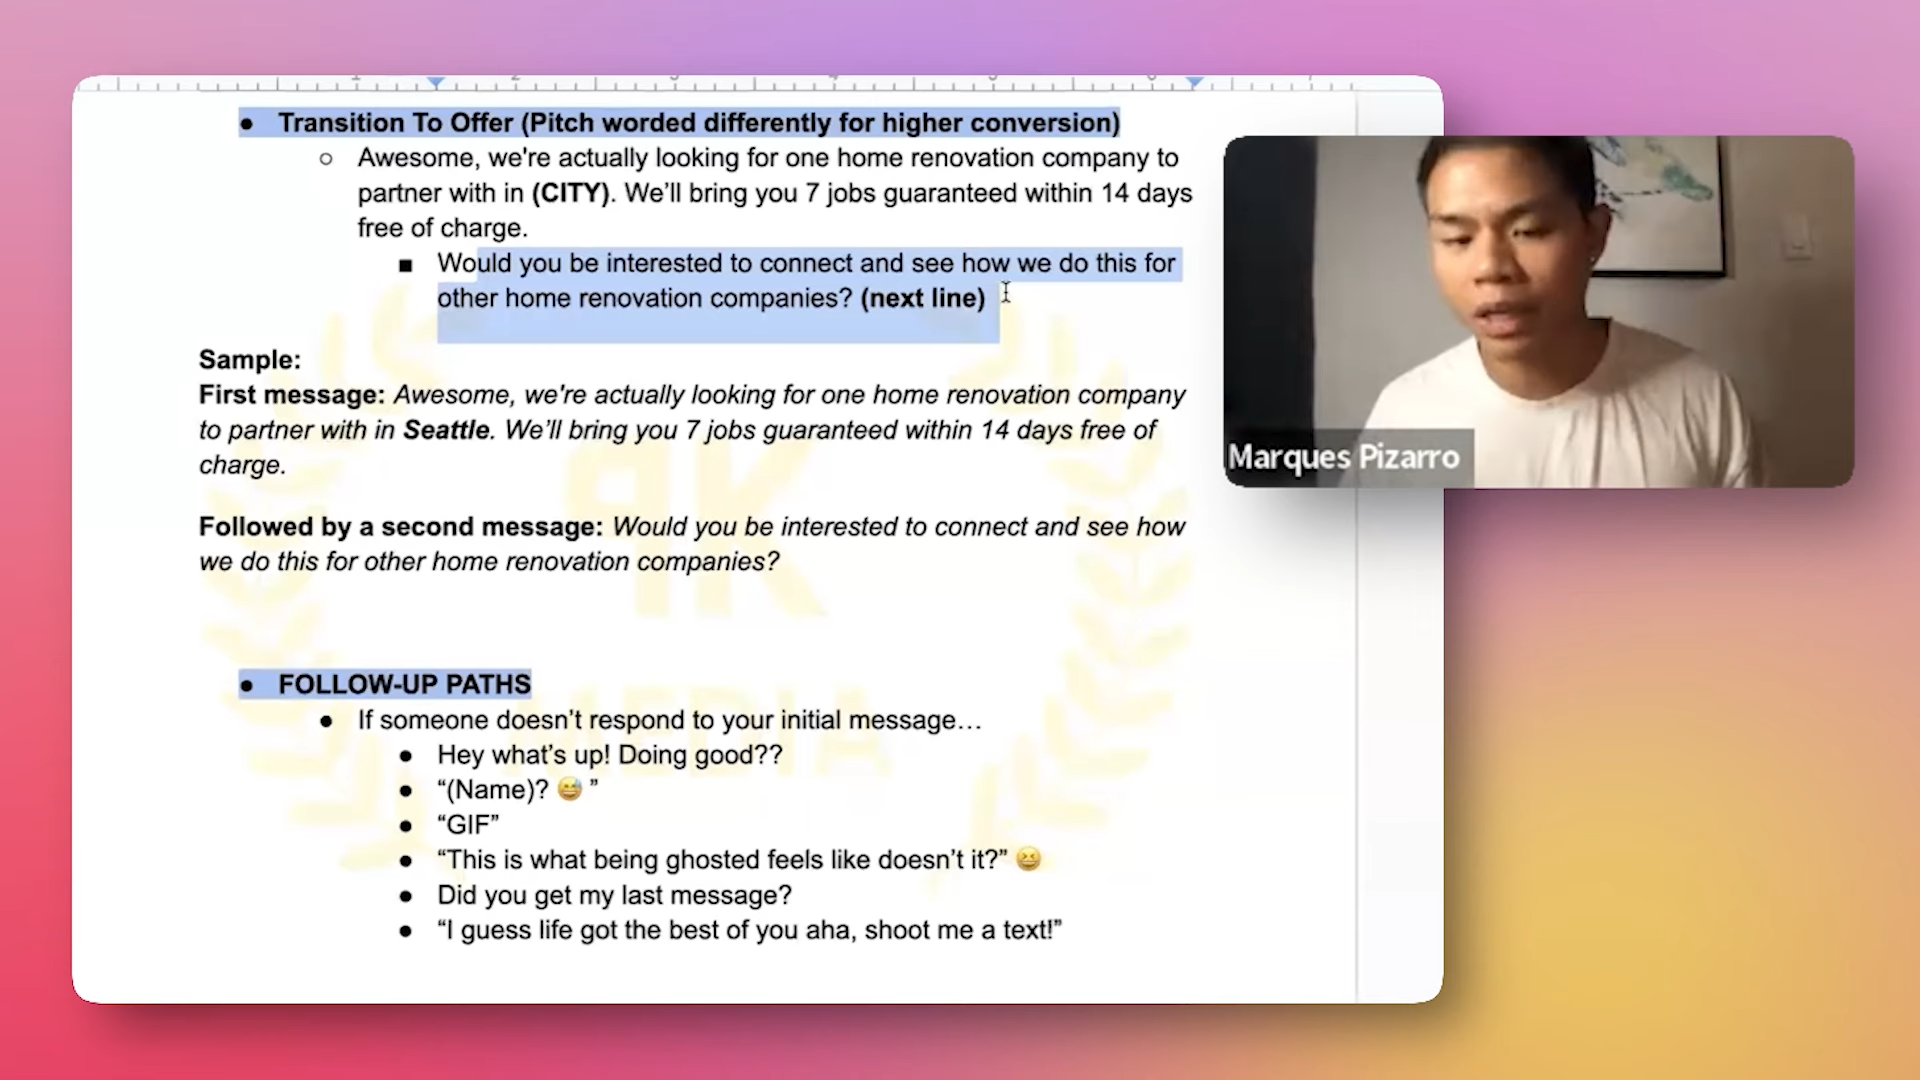 ● Transition To Offer (Pitch worded differently for higher conversion)
○ Awesome, we're actually looking for one home renovation company to
partner with in (CITY). We’ll bring you 7 jobs guaranteed within 14 days
free of charge.
■ Would you be interested to connect and see how we do this for
other home renovation companies? (next line)
Sample:
First message: Awesome, we're actually looking for one home renovation company
to partner with in Seattle. We’ll bring you 7 jobs guaranteed within 14 days free of
charge.
Followed by a second message: Would you be interested to connect and see how
we do this for other home renovation companies?
● FOLLOW-UP PATHS
● If someone doesn’t respond to your initial message…
● Hey what’s up! Doing good??
● “(Name)? 😅 ”
● “GIF”
● “This is what being ghosted feels like doesn’t it?” 😆
● Did you get my last message?
● “I guess life got the best of you aha, shoot me a text!”
PK
MEDIA
Marques Pizarro